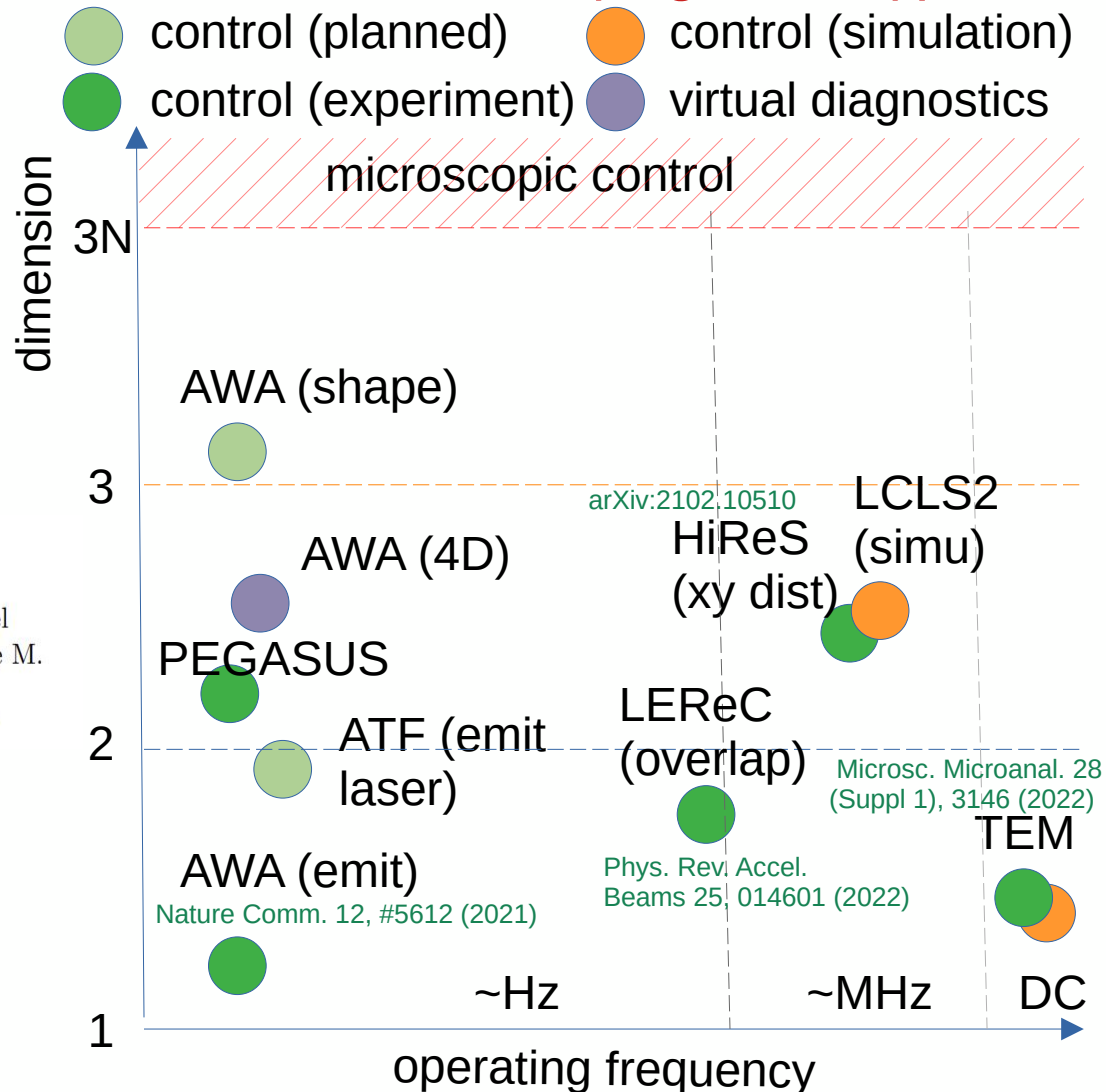 control (planned)
control (simulation)
control (experiment)
virtual diagnostics
dimension
microscopic control
3N
AWA (shape)
3
arXiv:2102.10510
LCLS2
(simu)
HiReS
(xy dist)
AWA (4D)
PEGASUS
M.
LEReC
(overlap)
2
ATF (emit
laser)
Microsc. Microanal. 28
(Suppl 1), 3146 (2022)
TEM
AWA (emit)
Nature Comm. 12, #5612 (2021)
Phys. Rev. Accel.
Beams 25, 014601 (2022)
~Hz
~MHz
DC
1
operating frequency